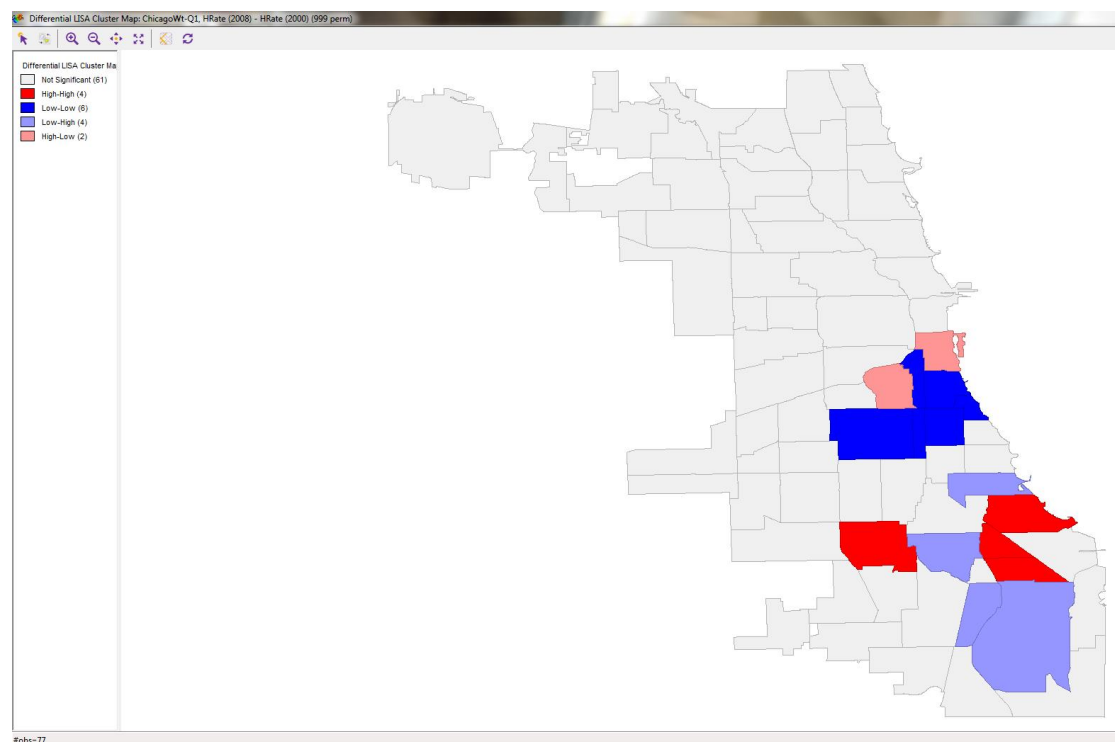 Differential LISA Cluster Map: ChicagoWt-Q1, HRate (2008) - HRate (2000) (999 perm)
Differential LISA Cluster Ma
Not Significant (61)
High-High (4)
Low-Low (6)
Low-High (4)
High-Low (2)
#obs=77